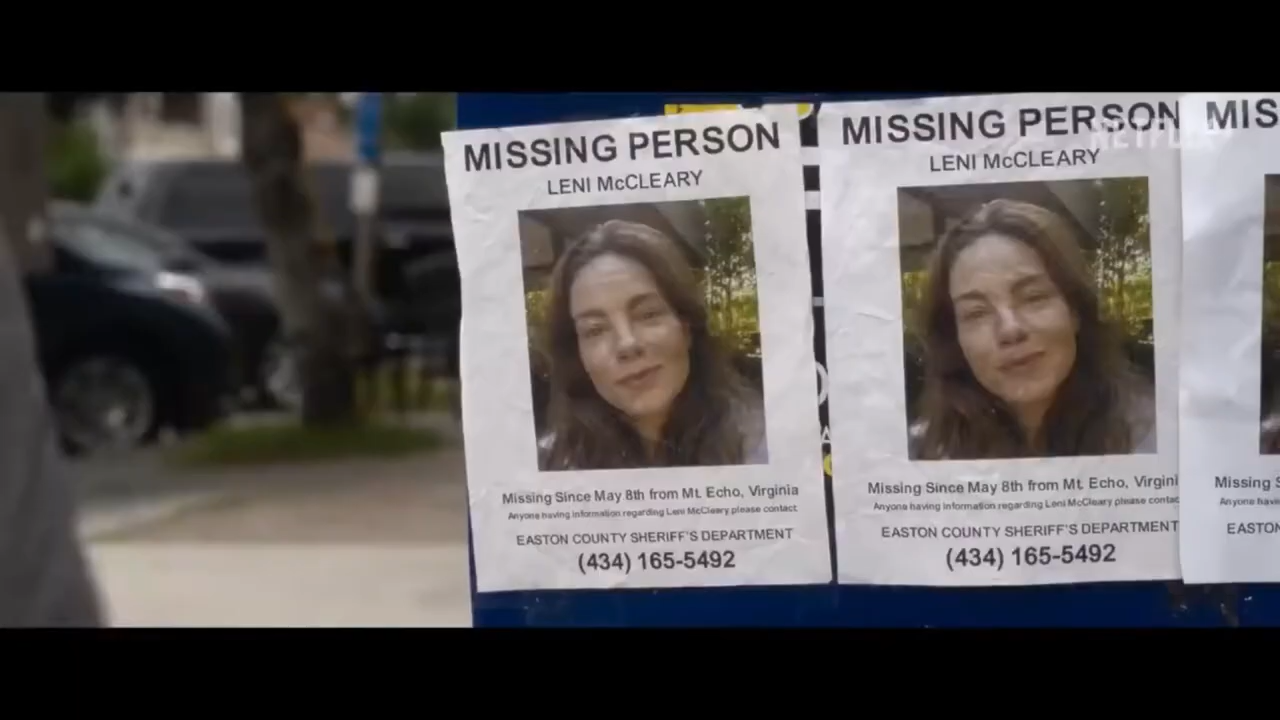 MISSING PERSON
LENI McCLEARY
Missing Since May 8th from Mt. Echo, Virginia
Anyone having information regarding Leni McCleary please contact
EASTON COUNTY SHERIFF'S DEPARTMENT
(434) 165-5492
MISSING PERSON
LENI McCLEARY
Missing Since May 8th from Mt. Echo, Virgini
Anyone having information regarding Leni McCleary please contac
EASTON COUNTY SHERIFF'S DEPARTMENT
(434) 165-5492
MIS
Missing S
Anyone havi
EASTON
NETFLIX